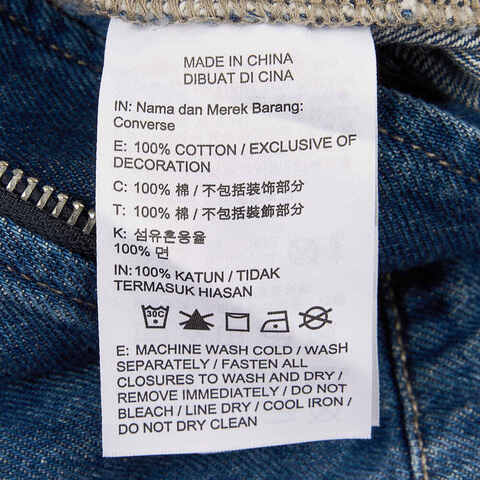 MADE IN CHINA
DIBUAT DI CINA
IN: Nama dan Merek Barang:
Converse
E: 100% COTTON / EXCLUSIVE OF
DECORATION
C: 100% 棉 / 不包括装饰部分
T: 100% 棉 / 不包括裝飾部分
K: 섬유혼용율
100% 면
IN: 100% KATUN / TIDAK
TERMASUK HIASAN
30C
E: MACHINE WASH COLD / WASH
SEPARATELY / FASTEN ALL
CLOSURES TO WASH AND DRY /
REMOVE IMMEDIATELY / DO NOT
BLEACH / LINE DRY / COOL IRON /
DO NOT DRY CLEAN